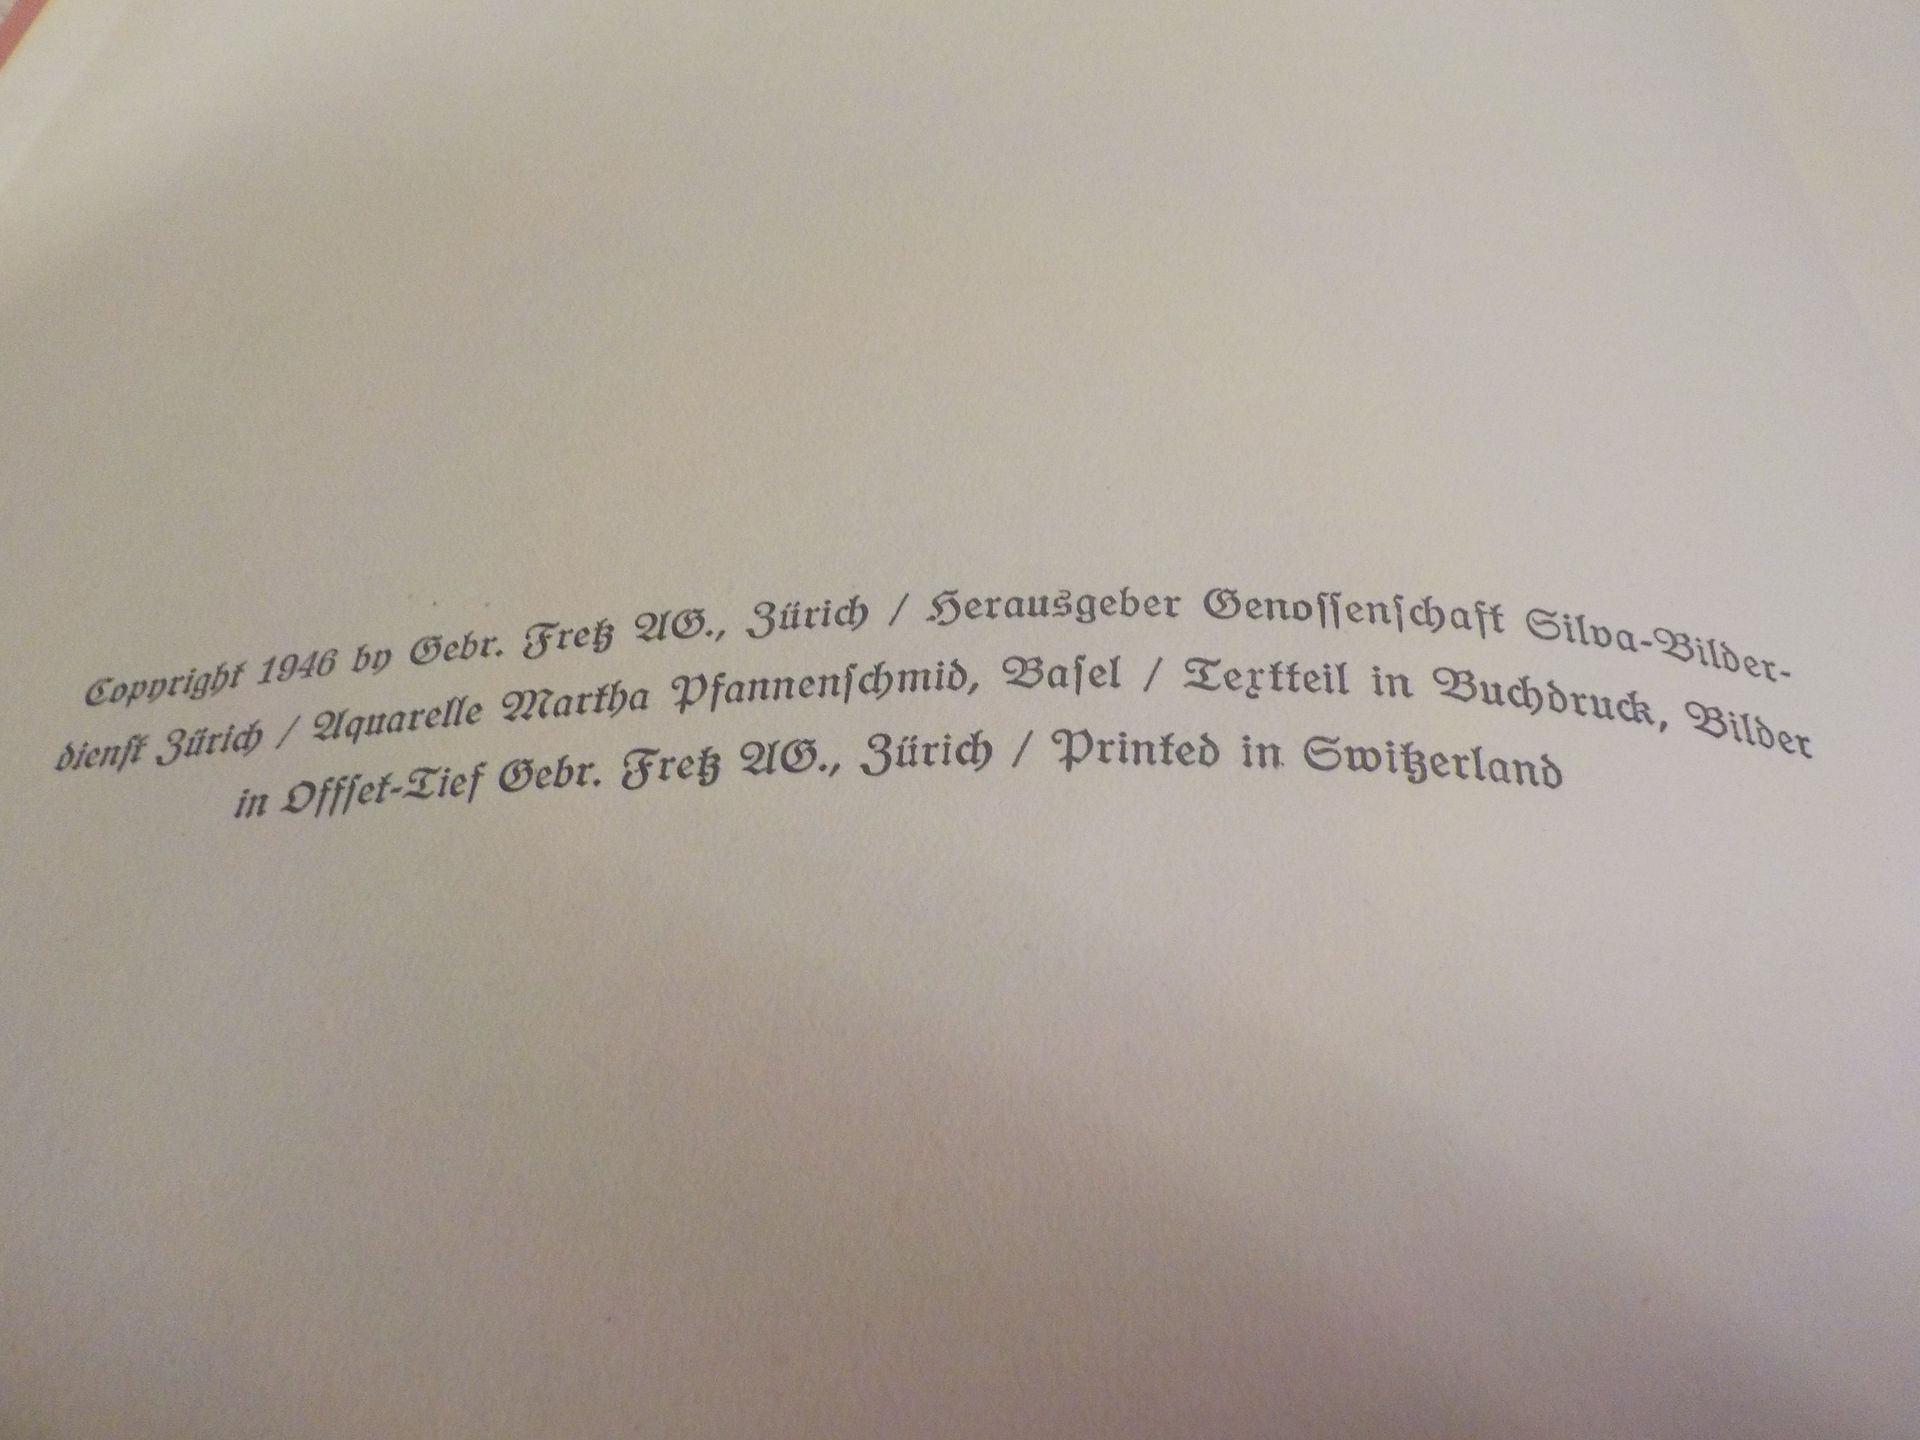 Copyright 1946 by Gebr. Fretz AG., Zürich / Herausgeber Genoſſenſchaft Silva-Bilder-
dienſt Zürich / Aquarelle Martha Pfannenſchmid, Baſel / Textteil in Buchdruck, Bilder
in Offſet-Tief Gebr. Fretz AG., Zürich / Printed in Switzerland